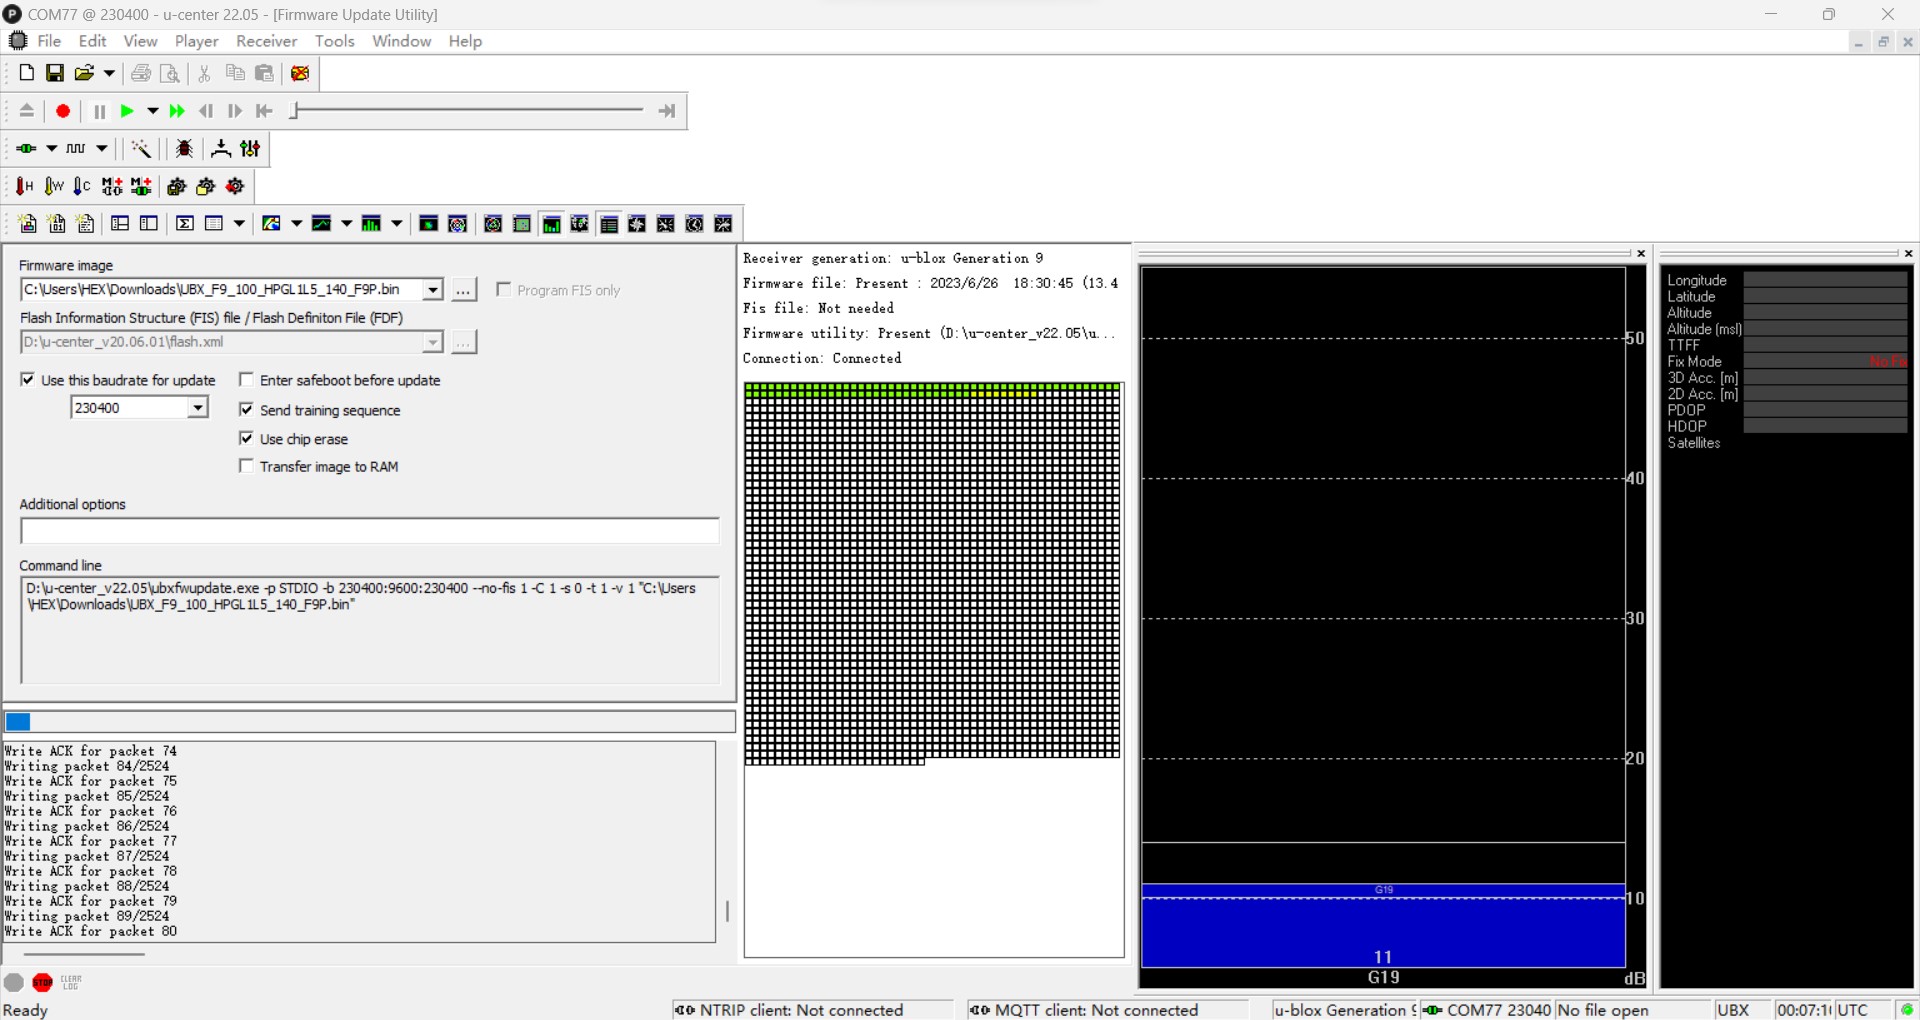 COM77 @ 230400 - u-center 22.05 - [Firmware Update Utility]
File Edit View Player Receiver Tools Window Help
Firmware image
C:\Users\HEX\Downloads\UBX_F9_100_HPGL1L5_140_F9P.bin
...
Program FIS only
Flash Information Structure (FIS) file / Flash Definiton File (FDF)
D:\u-center_v20.06.01\flash.xml
...
Use this baudrate for update
230400
Enter safeboot before update
Send training sequence
Use chip erase
Transfer image to RAM
Additional options
Command line
D:\u-center_v22.05\ubxfwupdate.exe -p STDIO -b 230400:9600:230400 --no-fis 1 -C 1 -s 0 -t 1 -v 1 "C:\Users
\HEX\Downloads\UBX_F9_100_HPGL1L5_140_F9P.bin"
Write ACK for packet 74
Writing packet 84/2524
Write ACK for packet 75
Writing packet 85/2524
Write ACK for packet 76
Writing packet 86/2524
Write ACK for packet 77
Writing packet 87/2524
Write ACK for packet 78
Writing packet 88/2524
Write ACK for packet 79
Writing packet 89/2524
Write ACK for packet 80
STOP
CLEAR
LOG
Receiver generation: u-blox Generation 9
Firmware file: Present : 2023/6/26 18:30:45 (13.4
Fis file: Not needed
Firmware utility: Present (D:\u-center_v22.05\u...
Connection: Connected
50
40
30
20
10
G19
11
G19
dB
Longitude
Latitude
Altitude
Altitude (msl)
TTFF
Fix Mode No Fi
3D Acc. [m]
2D Acc. [m]
PDOP
HDOP
Satellites
Ready
NTRIP client: Not connected
MQTT client: Not connected
u-blox Generation 9
COM77 23040
No file open
UBX
00:07:1
UTC